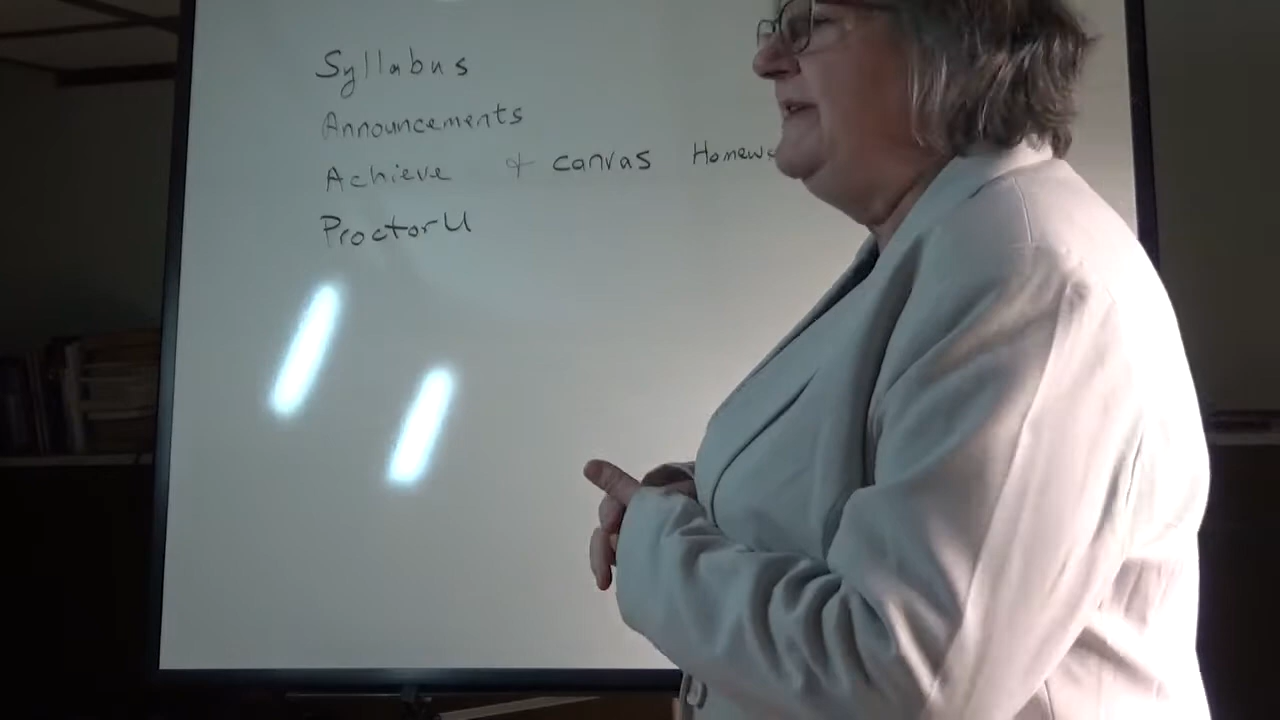 Syllabus
Announcements
Achieve + canvas
ProctorU